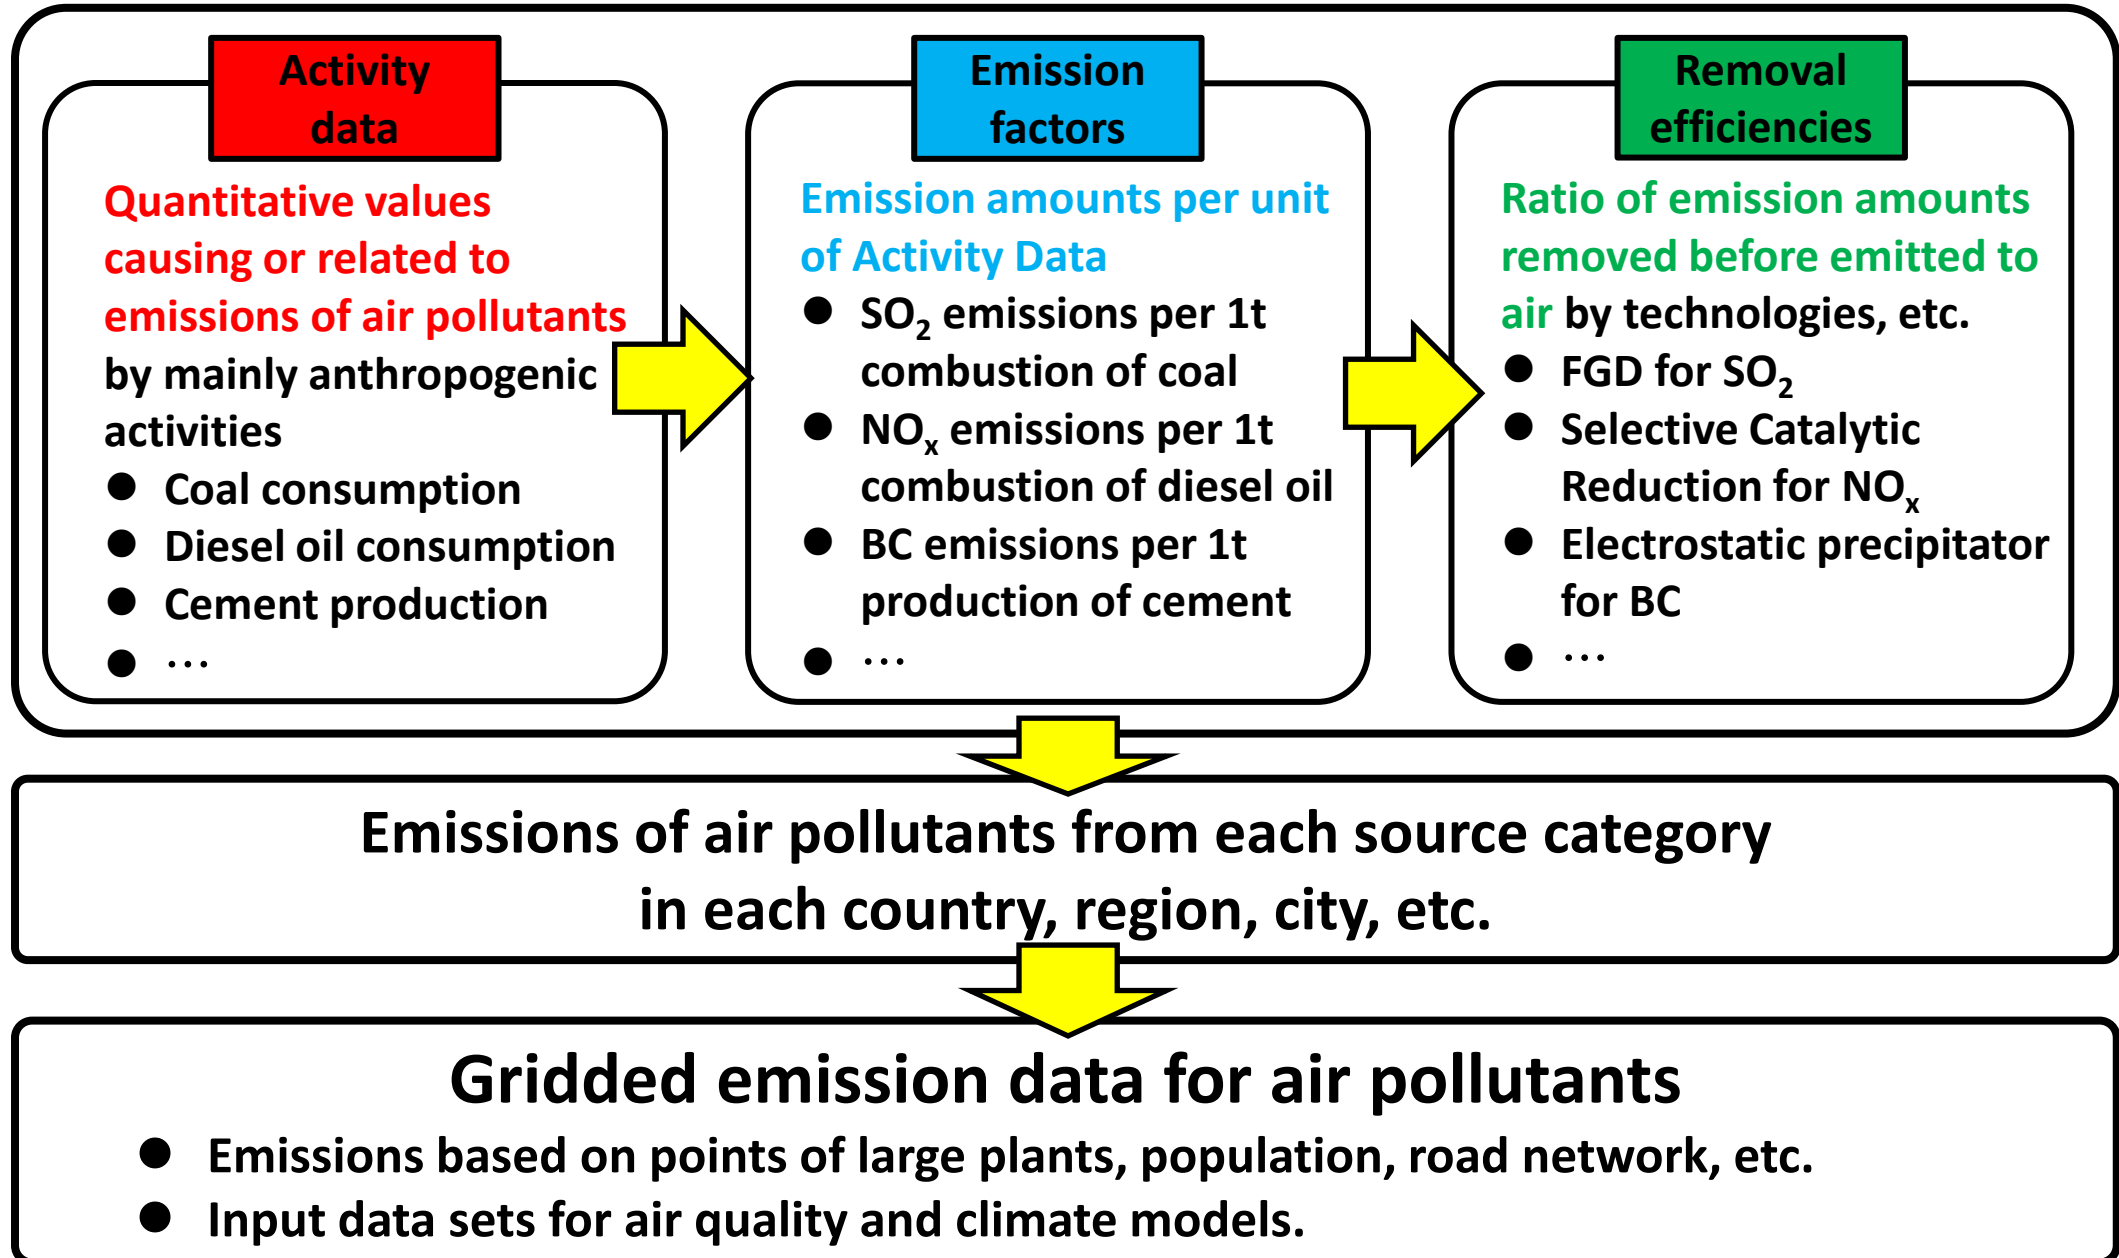 Activity
data
Quantitative values
causing or related to
emissions of air pollutants
by mainly anthropogenic
activities
● Coal consumption
● Diesel oil consumption
● Cement production
● …
Emission
factors
Emission amounts per unit
of Activity Data
● SO₂ emissions per 1t
combustion of coal
● NOₓ emissions per 1t
combustion of diesel oil
● BC emissions per 1t
production of cement
● …
Removal
efficiencies
Ratio of emission amounts
removed before emitted to
air by technologies, etc.
● FGD for SO₂
● Selective Catalytic
Reduction for NOₓ
● Electrostatic precipitator
for BC
● …
Emissions of air pollutants from each source category
in each country, region, city, etc.
Gridded emission data for air pollutants
● Emissions based on points of large plants, population, road network, etc.
● Input data sets for air quality and climate models.